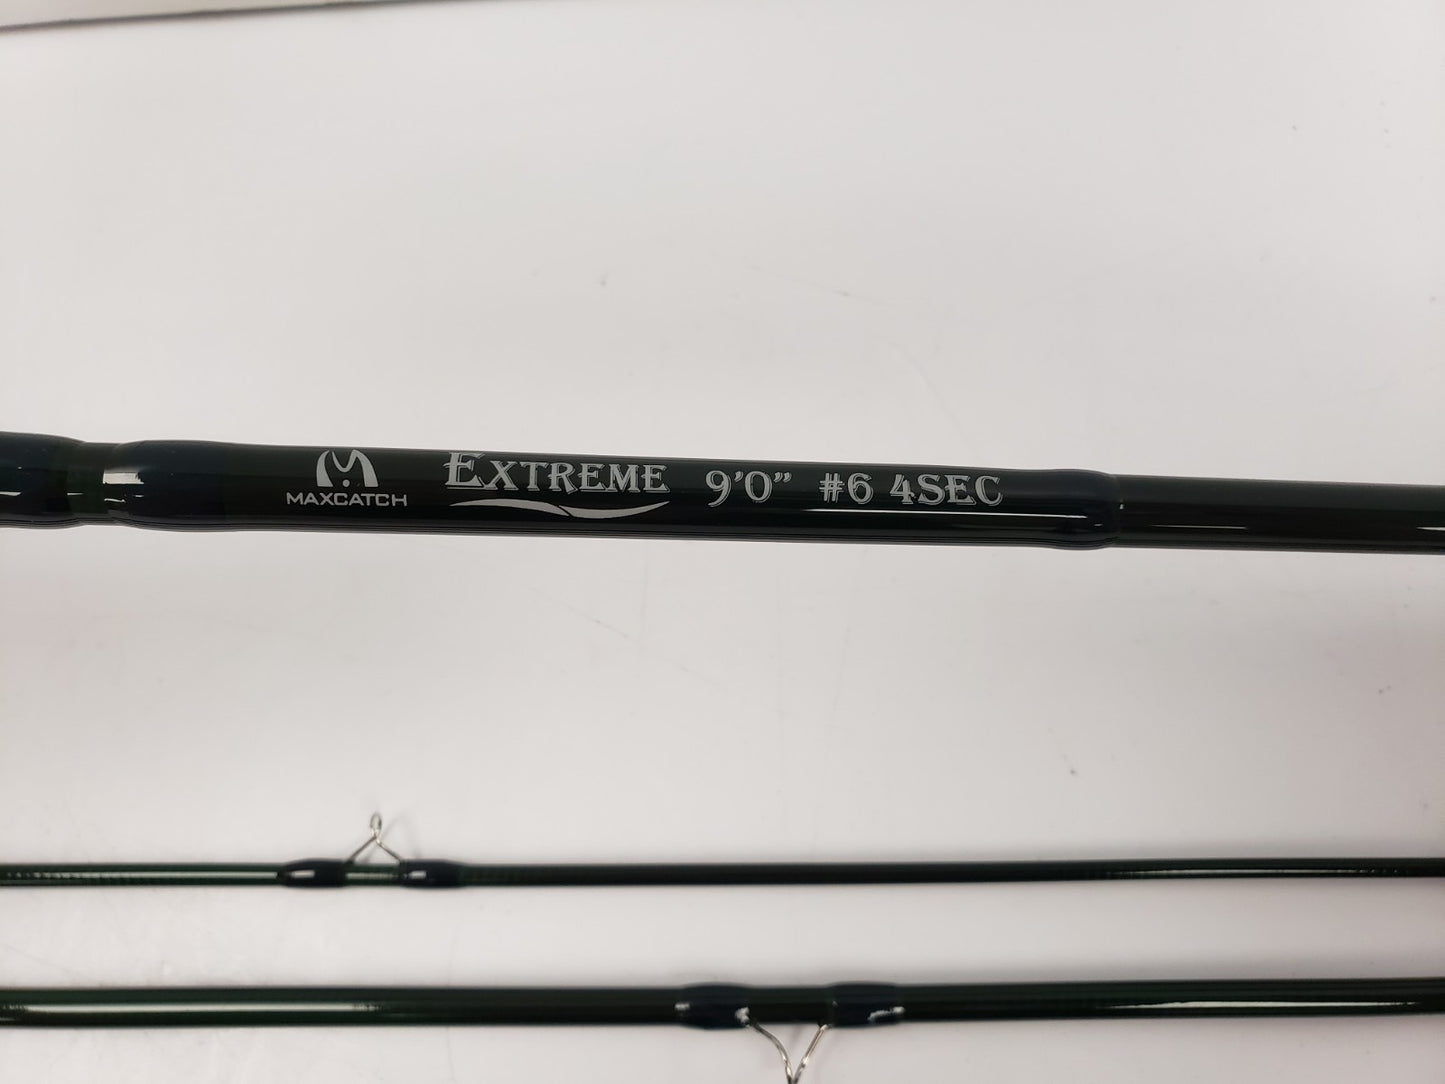 MAXCATCH EXTREME 9'0" #6 4SEC